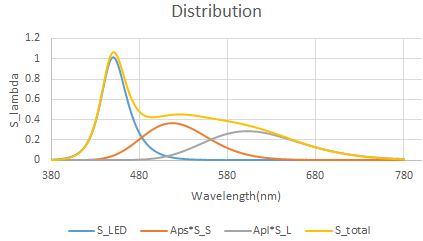 Distribution
1.2
1
0.8
0.6
0.4
0.2
0
S_lambda
380 480 580 680 780
Wavelength(nm)
S_LED Aps*S_S Apl*S_L S_total